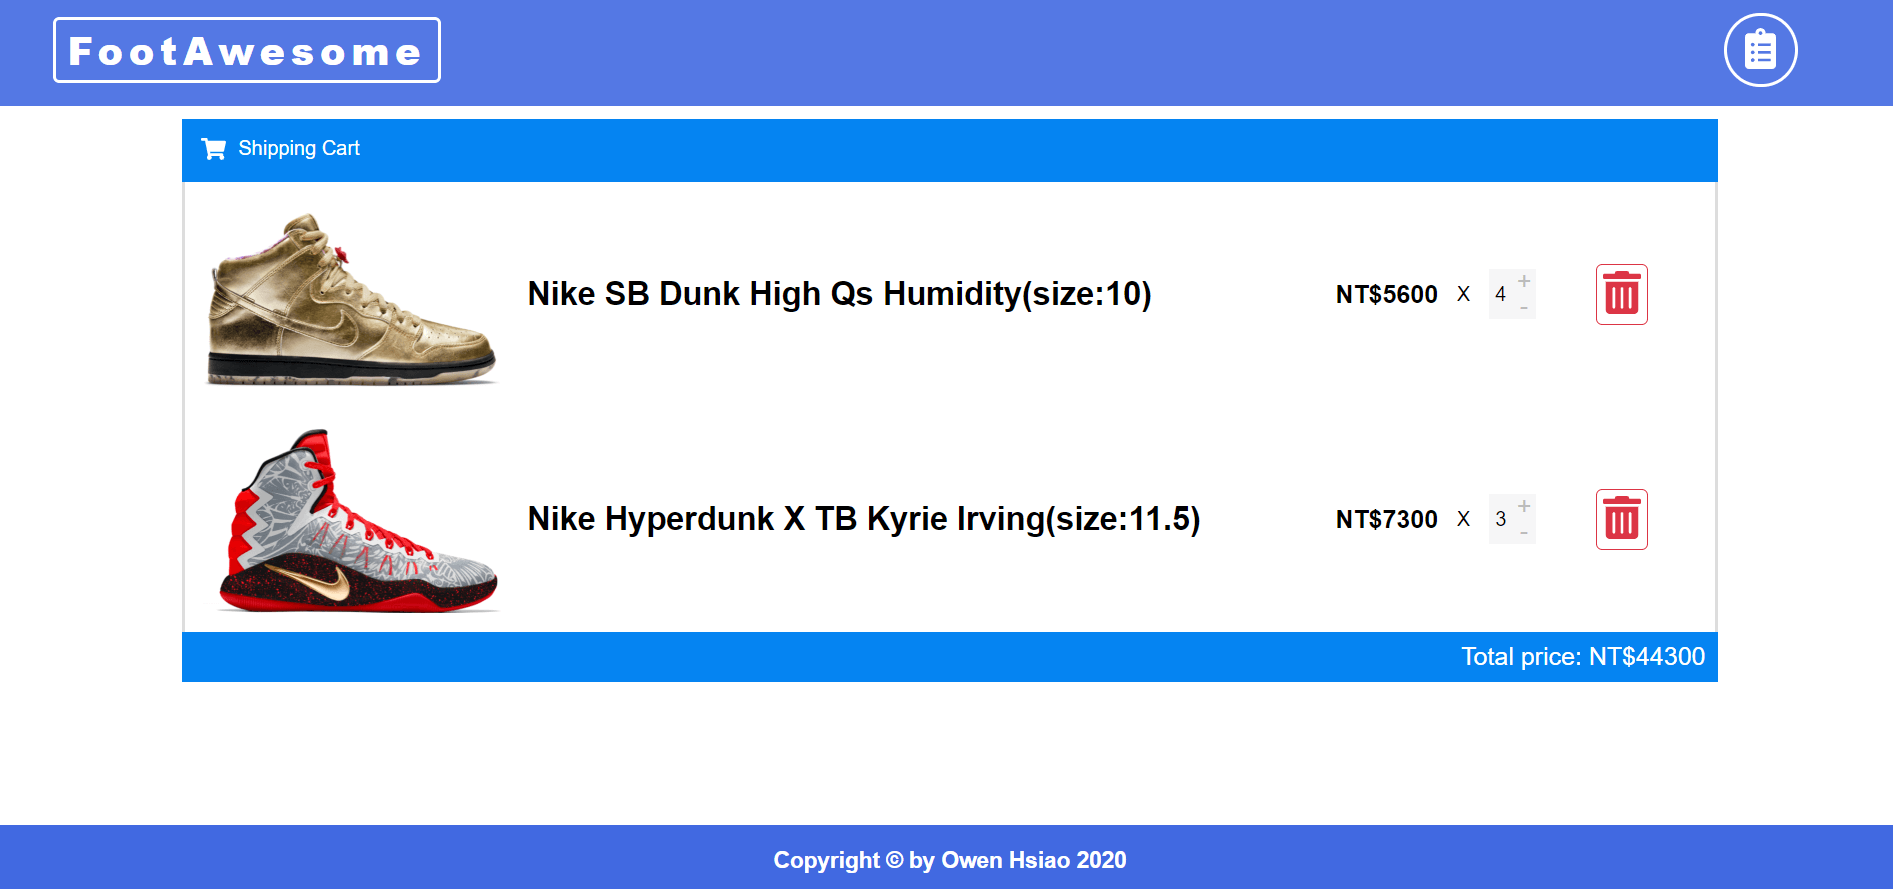 FootAwesome
Shipping Cart
Nike SB Dunk High Qs Humidity(size:10) NT$5600 X 4 + -
Nike Hyperdunk X TB Kyrie Irving(size:11.5) NT$7300 X 3 + -
Total price: NT$44300
Copyright © by Owen Hsiao 2020